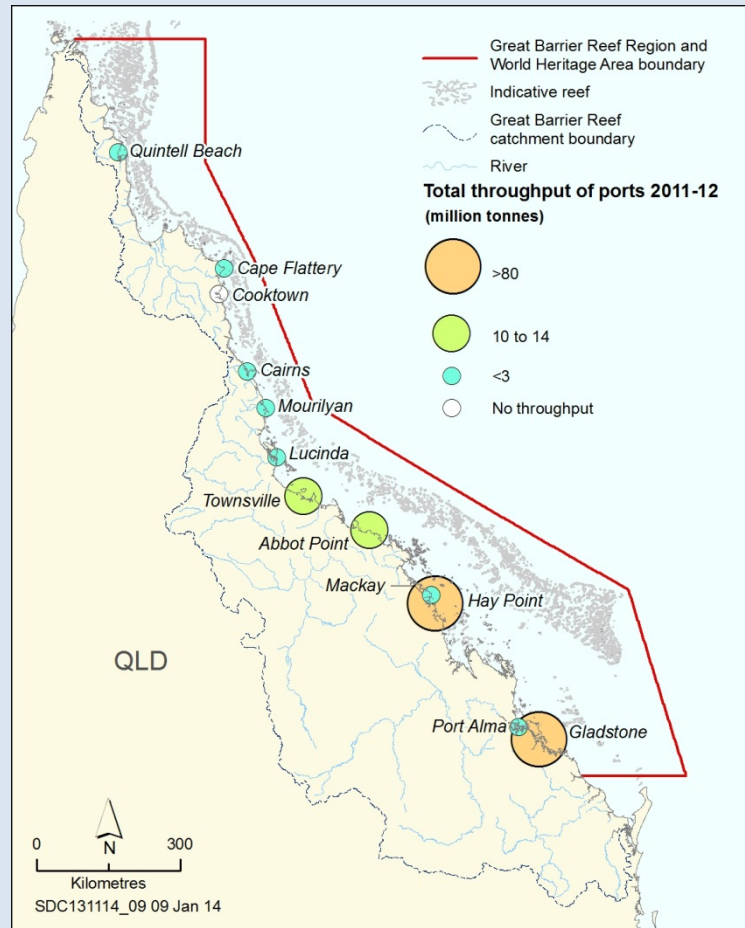 Great Barrier Reef Region and
World Heritage Area boundary
Indicative reef
Great Barrier Reef
catchment boundary
River
Total throughput of ports 2011-12
(million tonnes)
>80
10 to 14
<3
No throughput
Quintell Beach
Cape Flattery
Cooktown
Cairns
Mourilyan
Lucinda
Townsville
Abbot Point
Mackay
Hay Point
QLD
Port Alma
Gladstone
0
300
N
Kilometres
SDC131114_09 09 Jan 14